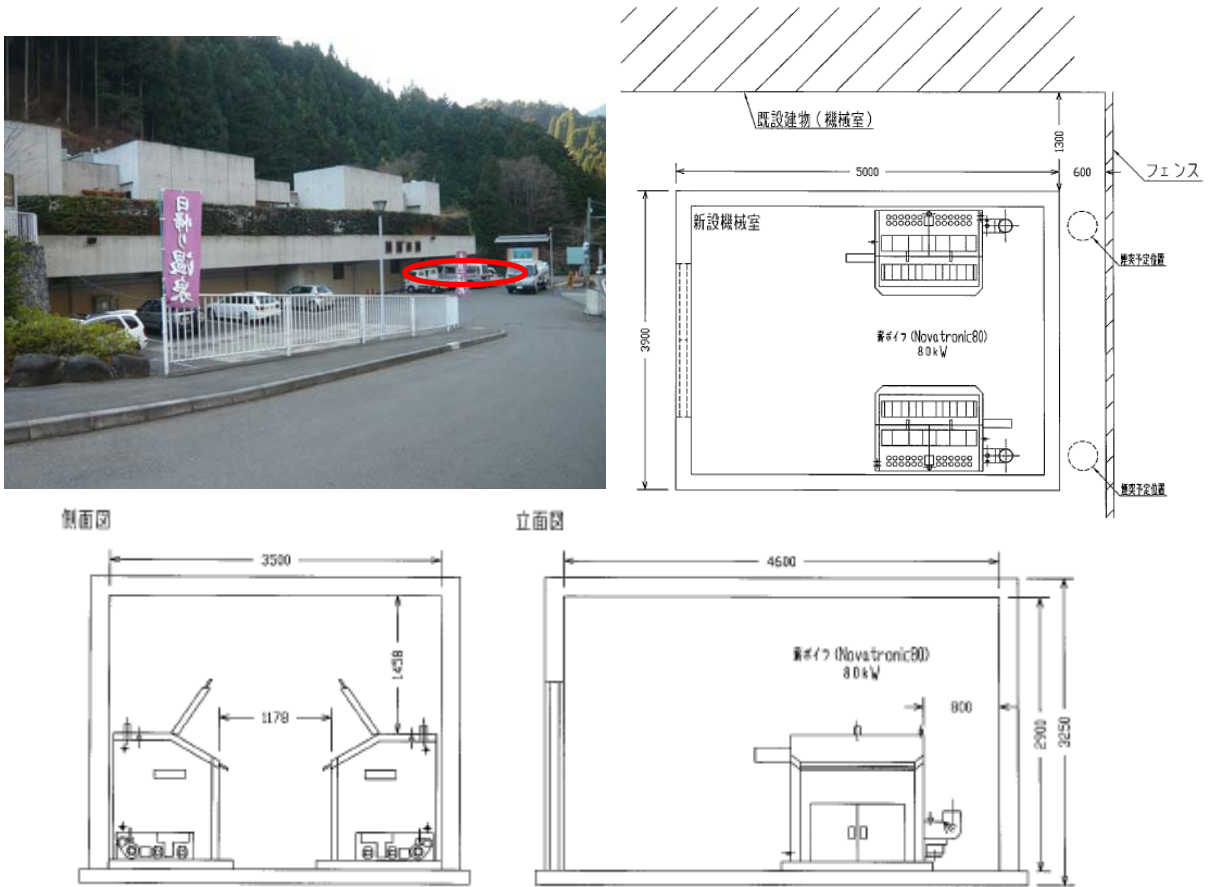 日帰り温泉
既設建物（機械室）
1300
5000
600
フェンス
新設機械室
煙突予定位置
3900
薪ボイラ(Novatronic80)
80kW
煙突予定位置
側面図
立面図
3500
4600
1458
薪ボイラ(Novatronic80)
80kW
1178
800
2900
3250